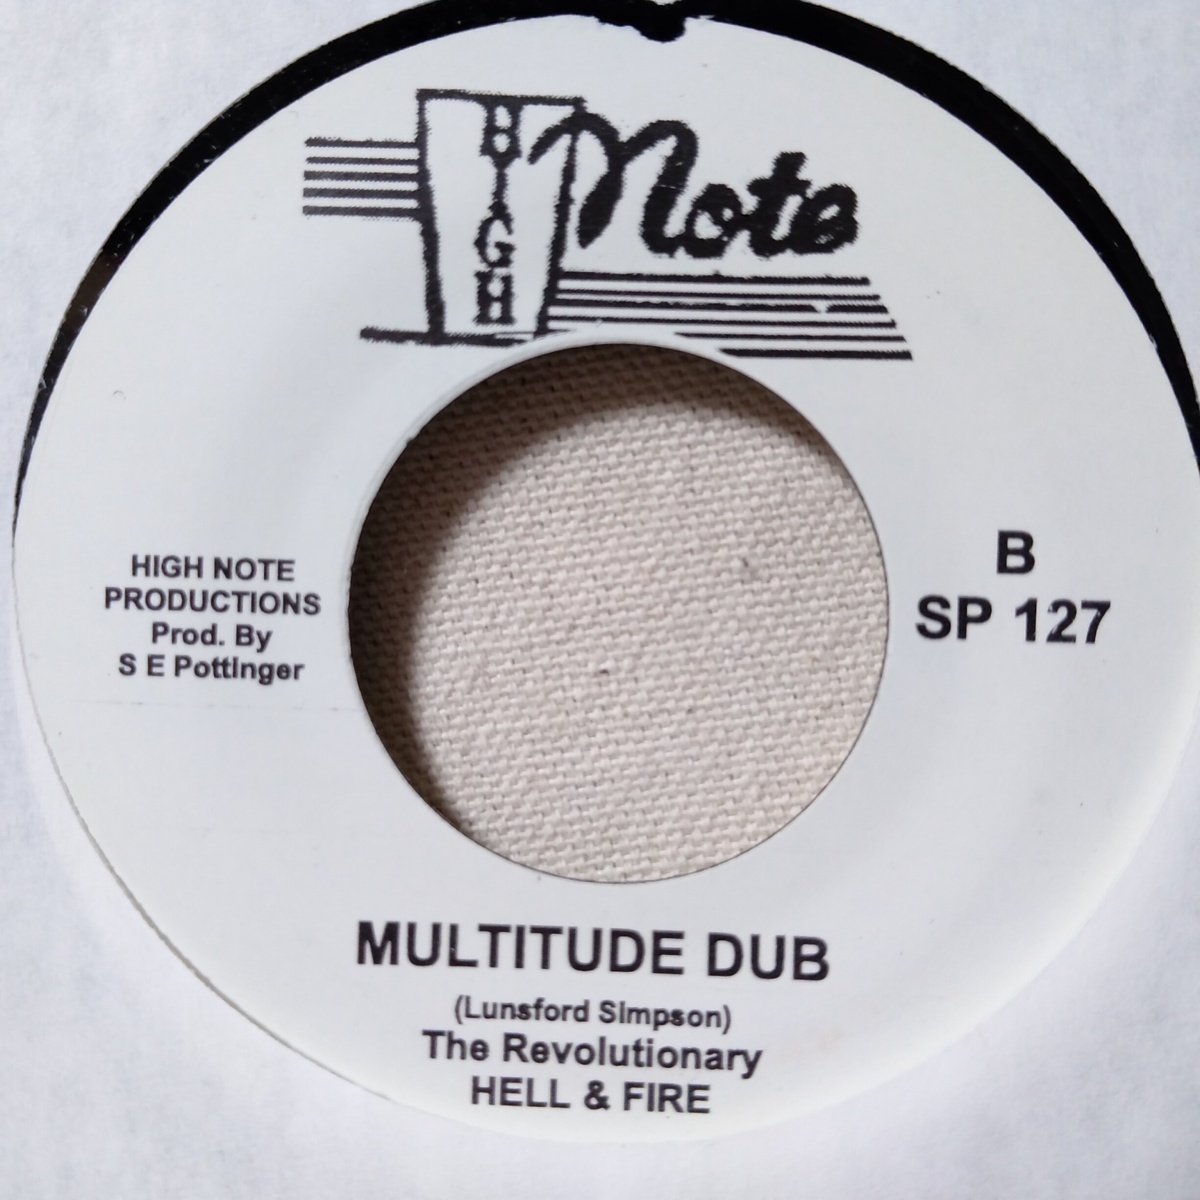 HIGH
Note
HIGH NOTE
PRODUCTIONS
Prod. By
S E Pottinger
B
SP 127
MULTITUDE DUB
(Lunsford Simpson)
The Revolutionary
HELL & FIRE